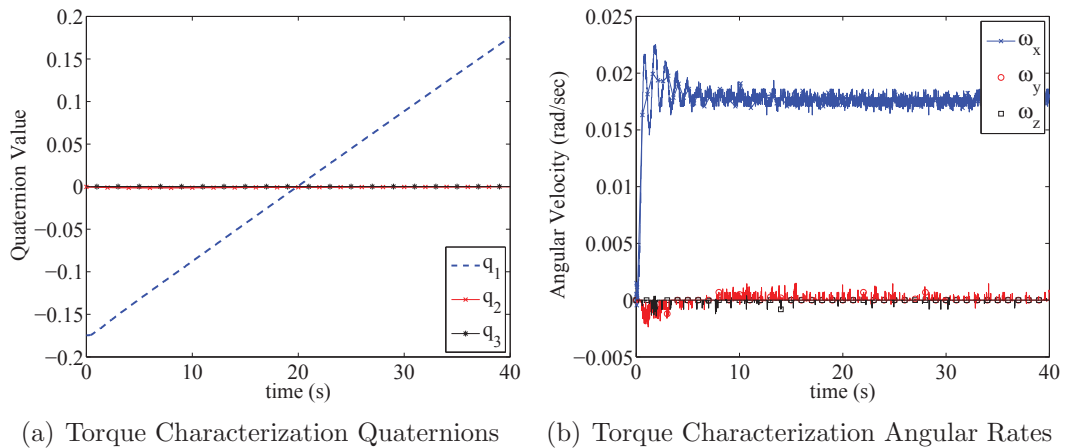 0.2
0.15
0.1
0.05
0
−0.05
−0.1
−0.15
−0.2
Quaternion Value
0 10 20 30 40
time (s)
q1
q2
q3
(a) Torque Characterization Quaternions
0.025
0.02
0.015
0.01
0.005
0
−0.005
Angular Velocity (rad/sec)
0 10 20 30 40
time (s)
ωx
ωy
ωz
(b) Torque Characterization Angular Rates